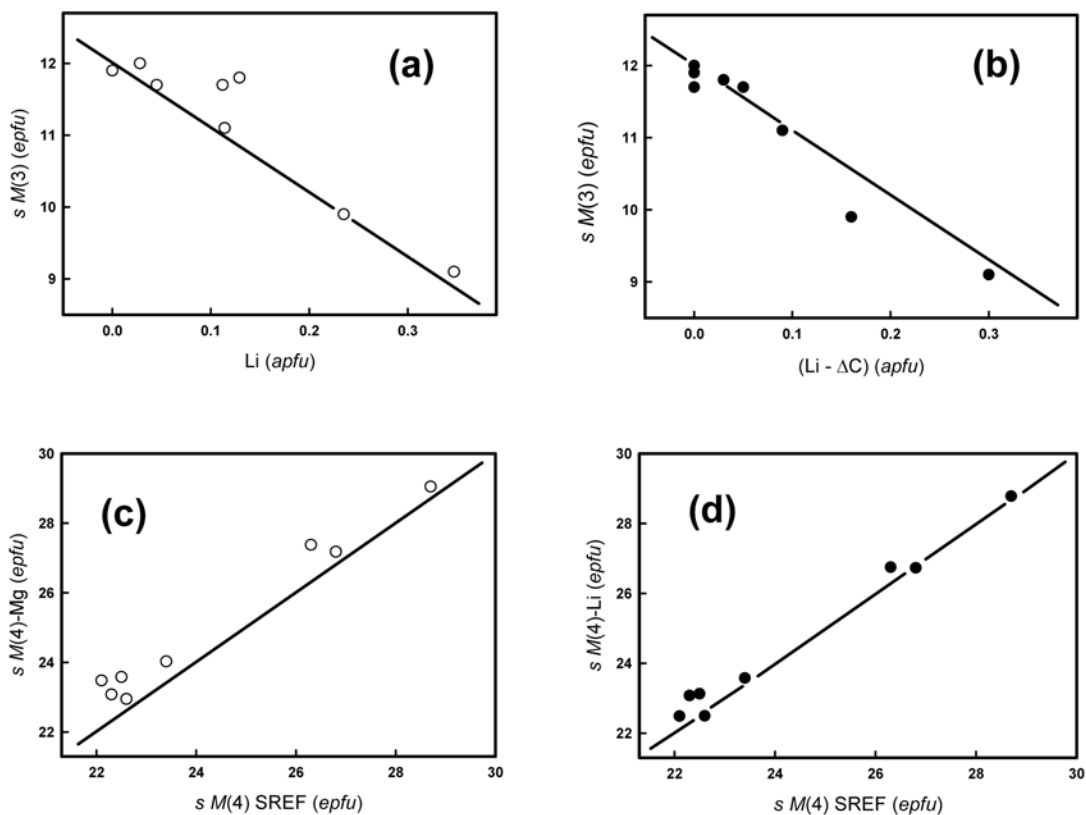 (a)
s M(3) (epfu)
12
11
10
9
0.0 0.1 0.2 0.3
Li (apfu)
(b)
s M(3) (epfu)
12
11
10
9
0.0 0.1 0.2 0.3
(Li - ΔC) (apfu)
(c)
s M(4)-Mg (epfu)
30
28
26
24
22
22 24 26 28 30
s M(4) SREF (epfu)
(d)
s M(4)-Li (epfu)
30
28
26
24
22
22 24 26 28 30
s M(4) SREF (epfu)